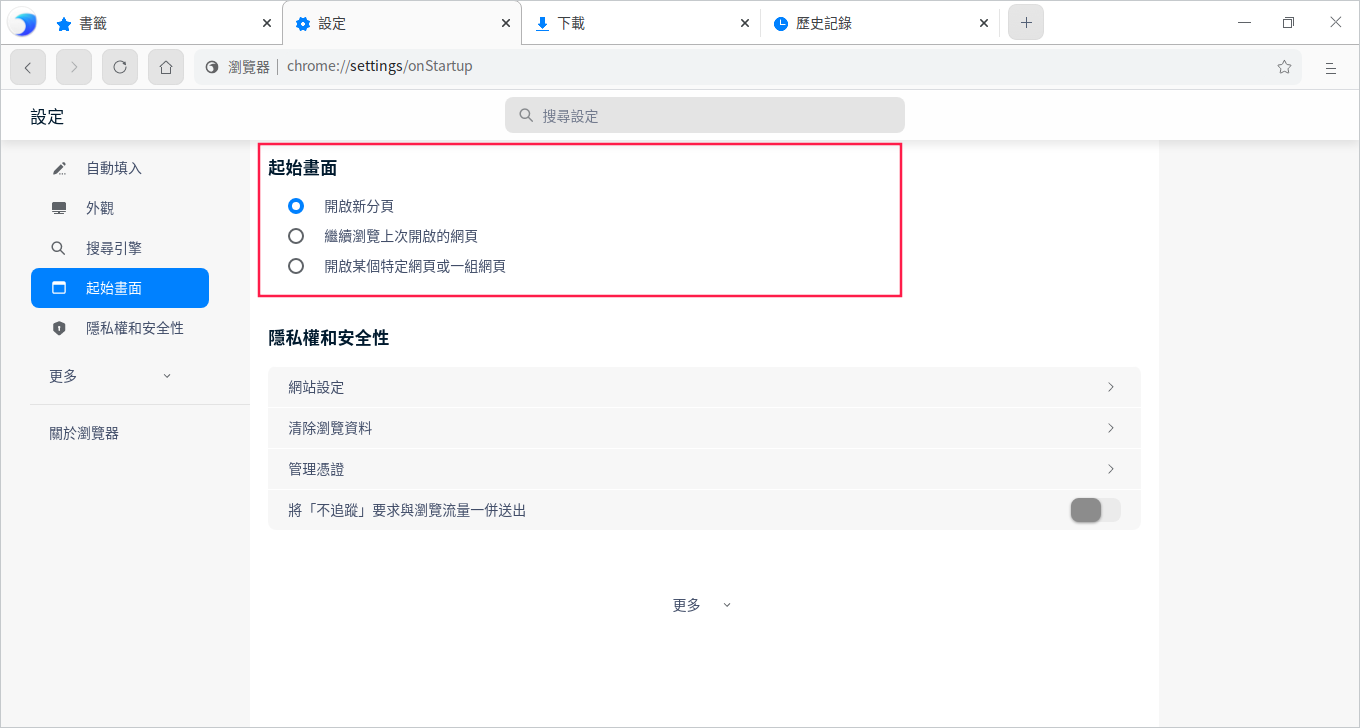 書籤
設定
下載
歷史記錄
瀏覽器 | chrome://settings/onStartup
設定
搜尋設定
自動填入
外觀
搜尋引擎
起始畫面
隱私權和安全性
更多
關於瀏覽器
起始畫面
開啟新分頁
繼續瀏覽上次開啟的網頁
開啟某個特定網頁或一組網頁
隱私權和安全性
網站設定
清除瀏覽資料
管理憑證
將「不追蹤」要求與瀏覽流量一併送出
更多